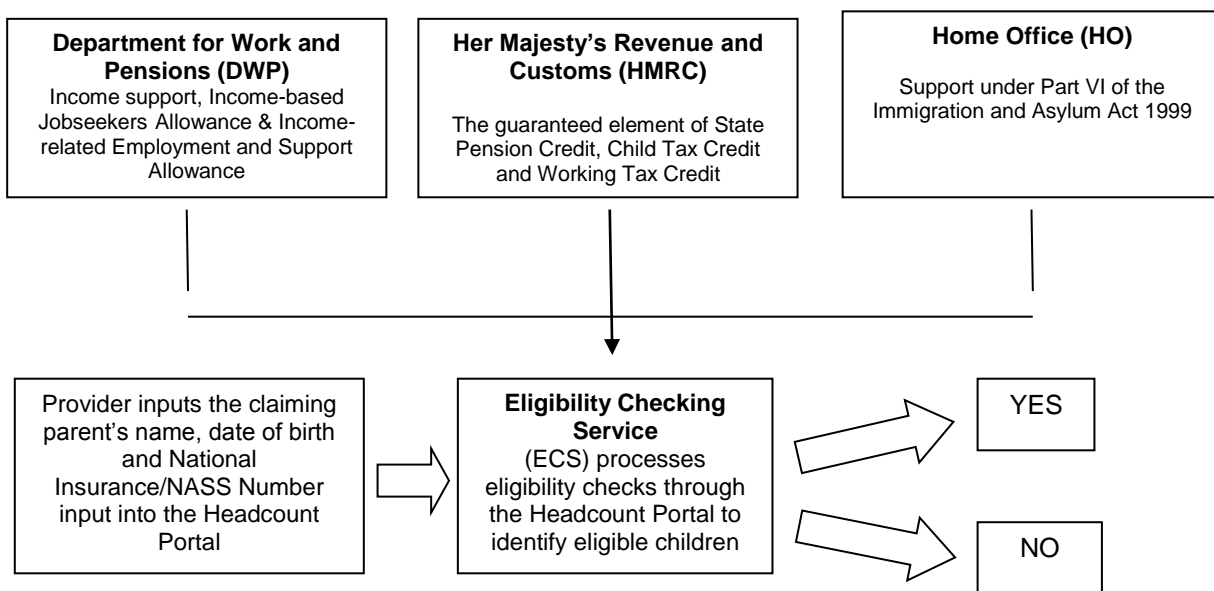 Department for Work and
Pensions (DWP)
Income support, Income-based
Jobseekers Allowance & Income-
related Employment and Support
Allowance
Her Majesty’s Revenue and
Customs (HMRC)
The guaranteed element of State
Pension Credit, Child Tax Credit
and Working Tax Credit
Home Office (HO)
Support under Part VI of the
Immigration and Asylum Act 1999
Provider inputs the claiming
parent’s name, date of birth
and National
Insurance/NASS Number
input into the Headcount
Portal
Eligibility Checking
Service
(ECS) processes
eligibility checks through
the Headcount Portal to
identify eligible children
YES
NO